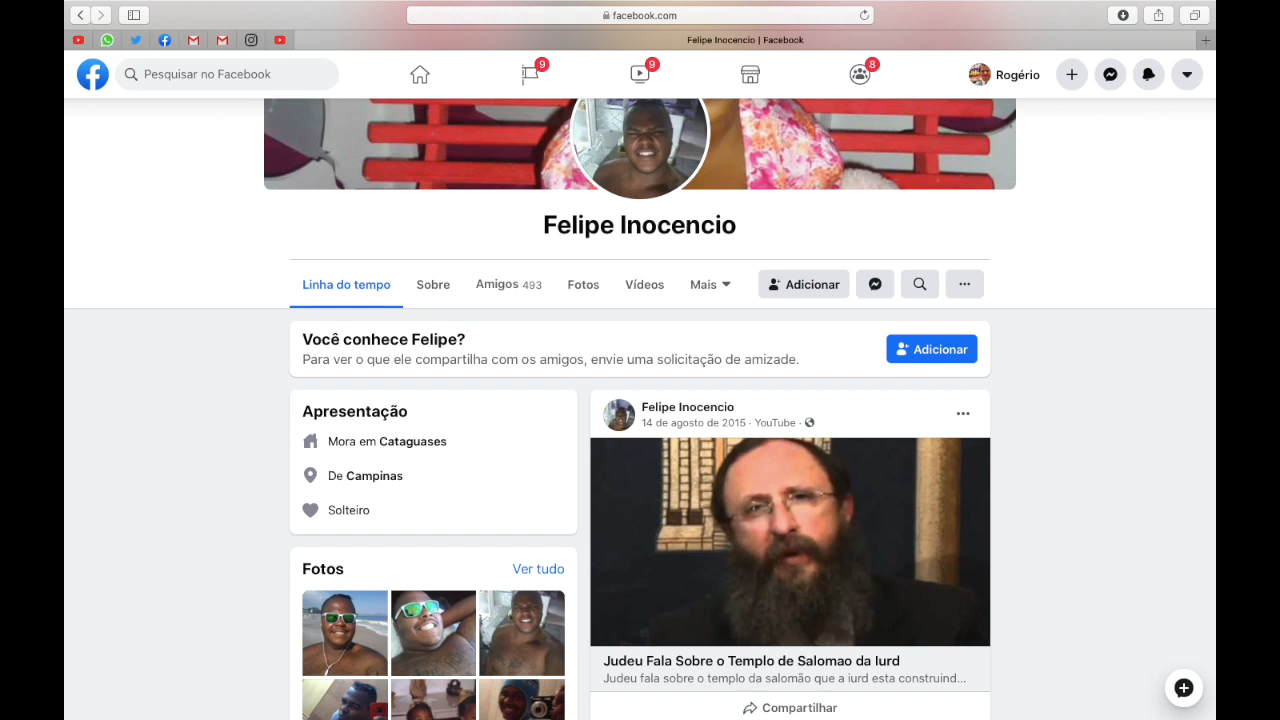 facebook.com
Felipe Inocencio | Facebook
Pesquisar no Facebook
9
9
8
Rogério
Felipe Inocencio
Linha do tempo
Sobre
Amigos 493
Fotos
Vídeos
Mais
Adicionar
Você conhece Felipe?
Para ver o que ele compartilha com os amigos, envie uma solicitação de amizade.
Adicionar
Apresentação
Mora em Cataguases
De Campinas
Solteiro
Fotos
Ver tudo
Felipe Inocencio
14 de agosto de 2015 · YouTube ·
Judeu Fala Sobre o Templo de Salomao da Iurd
Judeu fala sobre o templo da salomão que a iurd esta construind...
Compartilhar